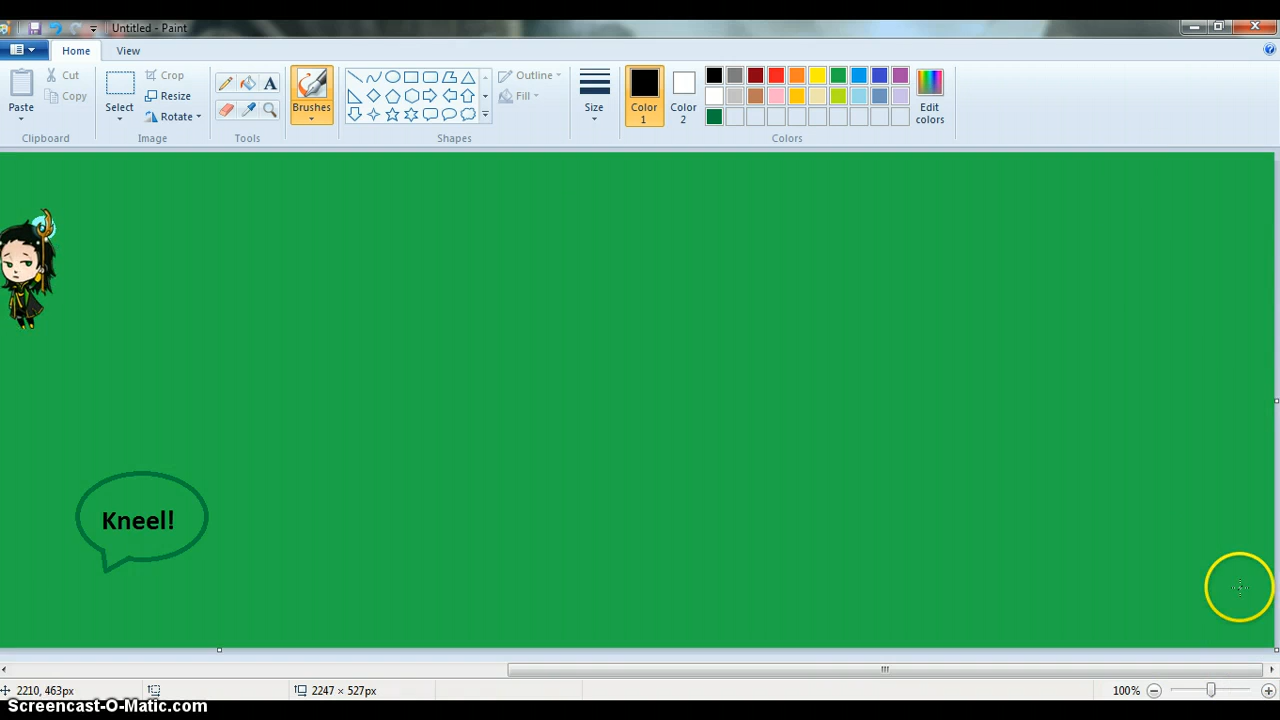 Untitled - Paint
Home View
Paste
Cut
Copy
Clipboard
Select
Crop
Resize
Rotate
Image
A
Tools
Brushes
Outline
Fill
Shapes
Size
Color 1
Color 2
Edit colors
Colors
Kneel!
2210, 463px
2247 × 527px
100%
Screencast-O-Matic.com